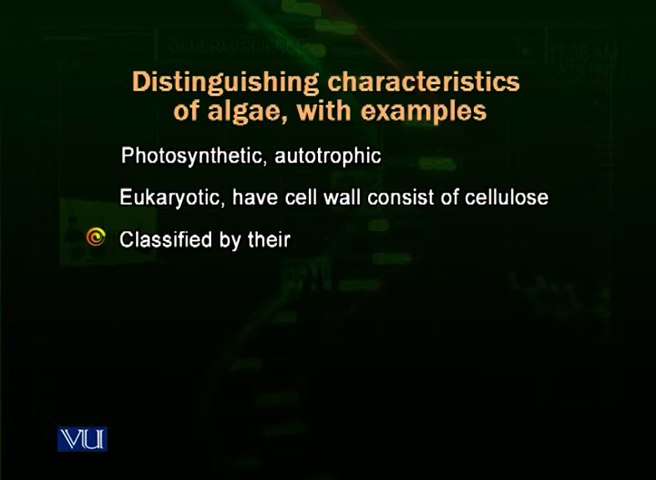 Distinguishing characteristics
of algae, with examples
Photosynthetic, autotrophic
Eukaryotic, have cell wall consist of cellulose
Classified by their
VU